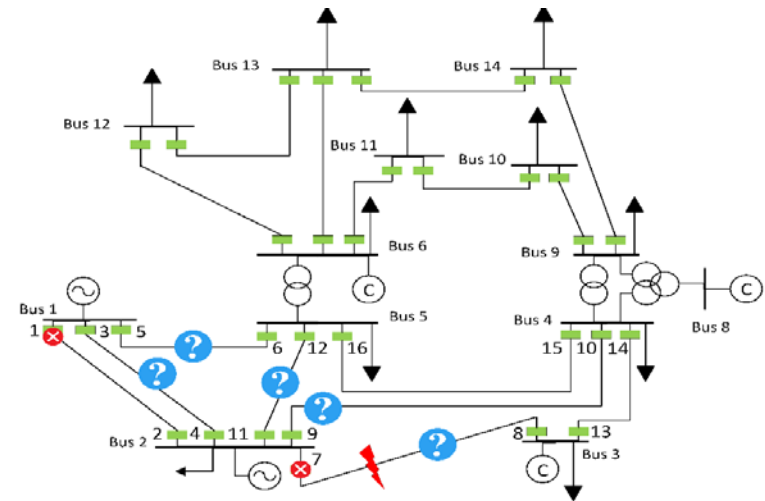 Bus 13
Bus 14
Bus 12
Bus 11
Bus 10
Bus 6
Bus 9
C
C
Bus 1
Bus 5
Bus 4
Bus 8
1
3
5
6
12
16
15
10
14
?
?
?
?
?
Bus 2
2
4
11
9
7
8
13
Bus 3
C